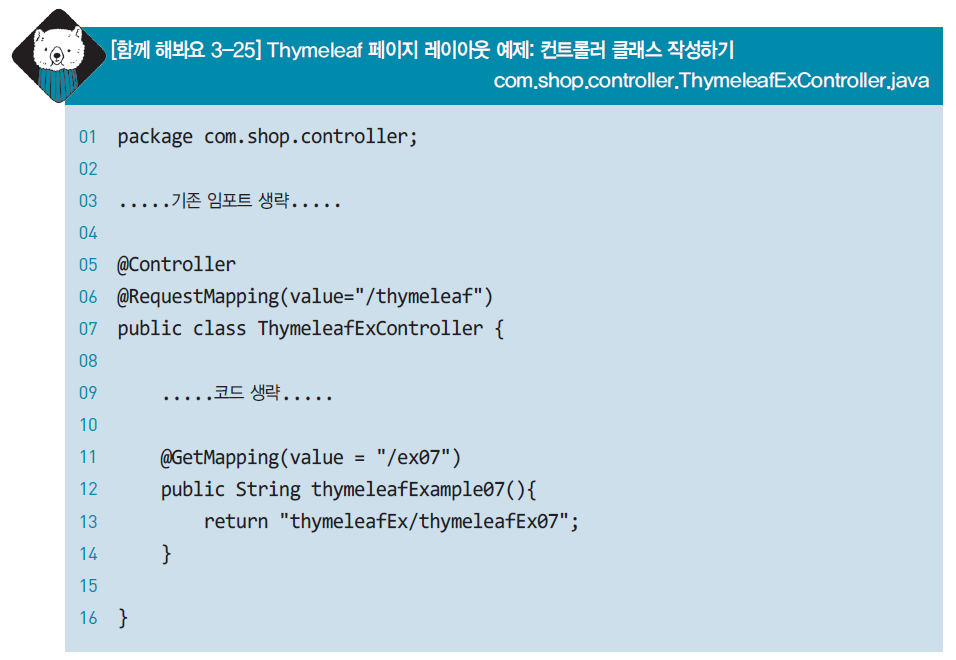 [함께 해봐요 3-25] Thymeleaf 페이지 레이아웃 예제: 컨트롤러 클래스 작성하기
com.shop.controller.ThymeleafExController.java
01 package com.shop.controller;
02
03 .....기존 임포트 생략.....
04
05 @Controller
06 @RequestMapping(value="/thymeleaf")
07 public class ThymeleafExController {
08
09     .....코드 생략.....
10
11     @GetMapping(value = "/ex07")
12     public String thymeleafExample07(){
13         return "thymeleafEx/thymeleafEx07";
14     }
15
16 }